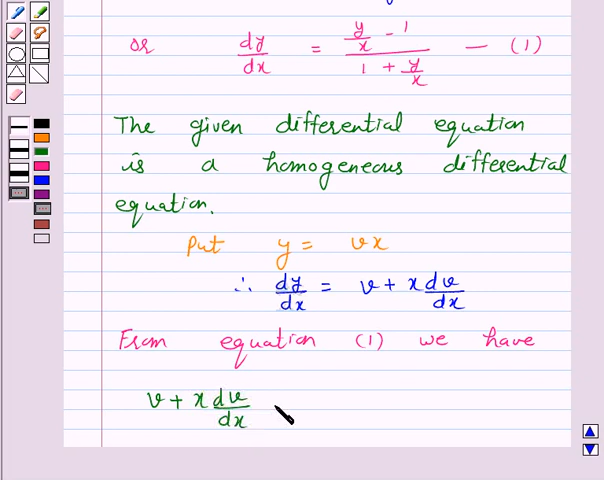 or dy/dx = (y/x - 1)/(1 + y/x) — (1)
The given differential equation
is a homogeneous differential
equation.
Put y = vx
∴ dy/dx = v + x dv/dx
From equation (1) we have
v + x dv/dx